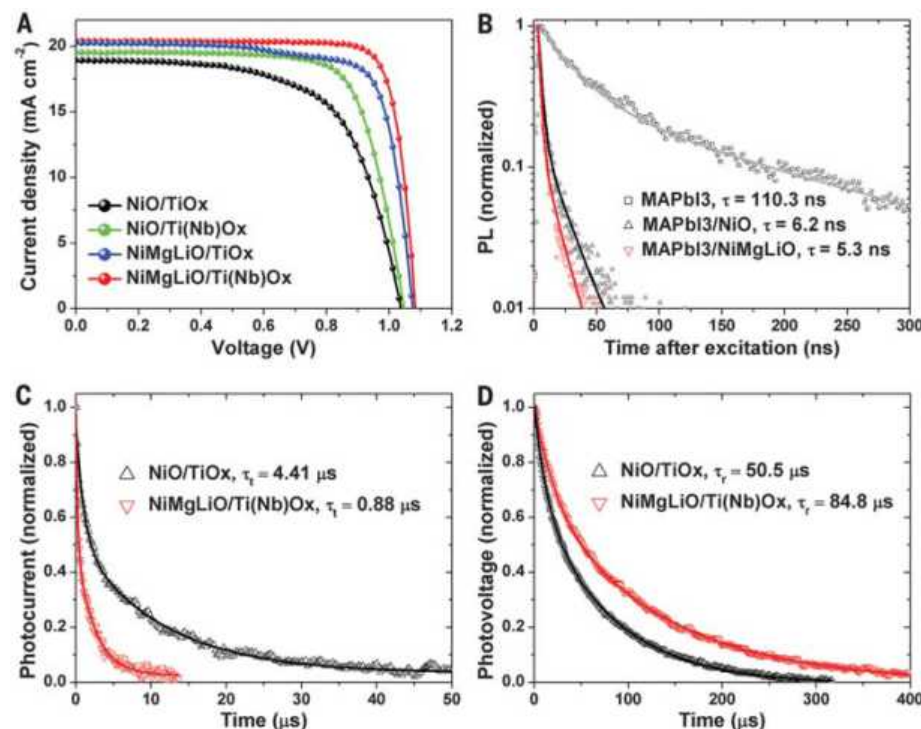 A
Current density (mA cm⁻²)
20
15
10
5
0
NiO/TiOx
NiO/Ti(Nb)Ox
NiMgLiO/TiOx
NiMgLiO/Ti(Nb)Ox
0.0 0.2 0.4 0.6 0.8 1.0 1.2
Voltage (V)
B
PL (normalized)
1
0.1
0.01
MAPbI3, τ = 110.3 ns
MAPbI3/NiO, τ = 6.2 ns
MAPbI3/NiMgLiO, τ = 5.3 ns
0 50 100 150 200 250 300
Time after excitation (ns)
C
Photocurrent (normalized)
1.0
0.8
0.6
0.4
0.2
0.0
NiO/TiOx, τt = 4.41 μs
NiMgLiO/Ti(Nb)Ox, τt = 0.88 μs
0 10 20 30 40 50
Time (μs)
D
Photovoltage (normalized)
1.0
0.8
0.6
0.4
0.2
0.0
NiO/TiOx, τr = 50.5 μs
NiMgLiO/Ti(Nb)Ox, τr = 84.8 μs
0 100 200 300 400
Time (μs)